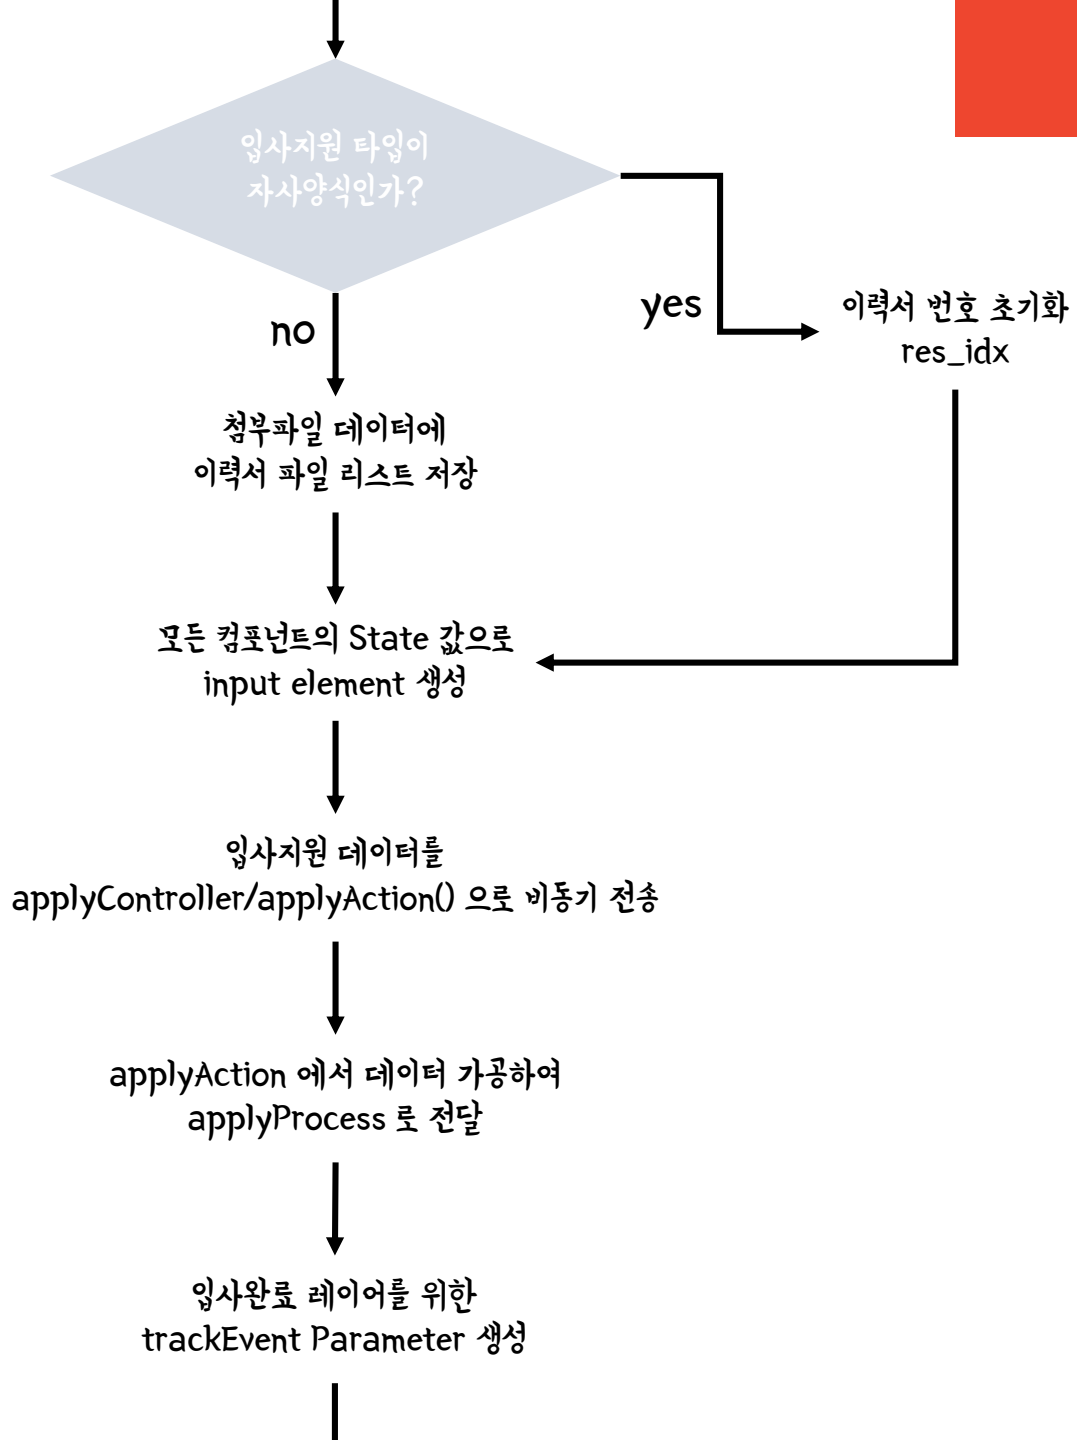 입사지원 타입이
자사양식인가?
yes
no
이력서 번호 초기화
res_idx
첨부파일 데이터에
이력서 파일 리스트 저장
모든 컴포넌트의 State 값으로
input element 생성
입사지원 데이터를
applyController/applyAction() 으로 비동기 전송
applyAction 에서 데이터 가공하여
applyProcess 로 전달
입사완료 레이어를 위한
trackEvent Parameter 생성